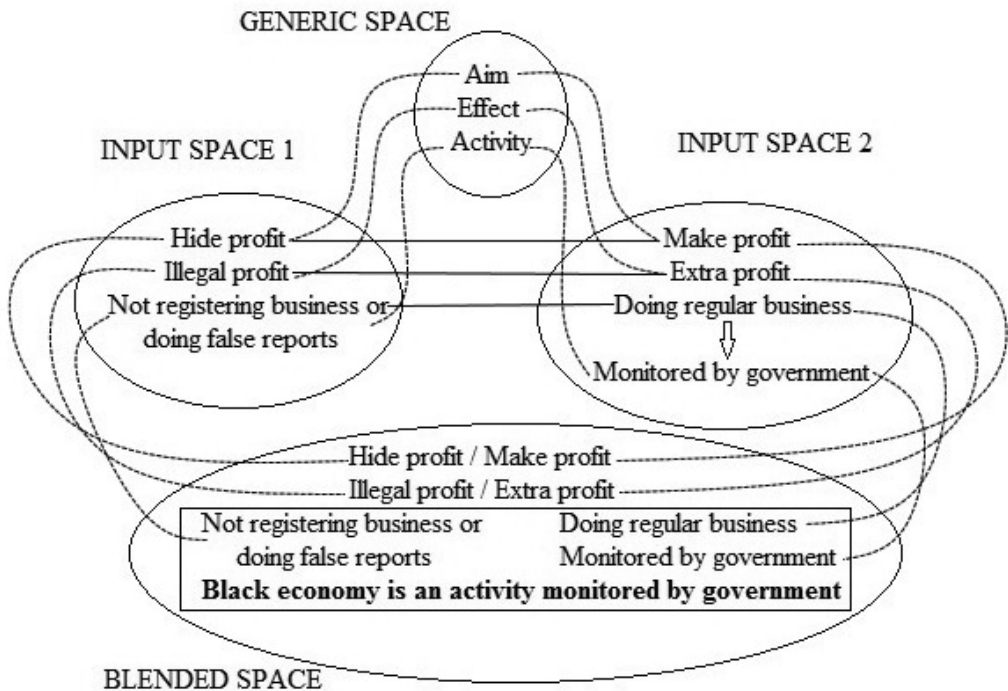 GENERIC SPACE
Aim
Effect
Activity
INPUT SPACE 1
INPUT SPACE 2
Hide profit
Illegal profit
Not registering business or
doing false reports
Make profit
Extra profit
Doing regular business
Monitored by government
Hide profit / Make profit
Illegal profit / Extra profit
Not registering business or
doing false reports
Doing regular business
Monitored by government
Black economy is an activity monitored by government
BLENDED SPACE